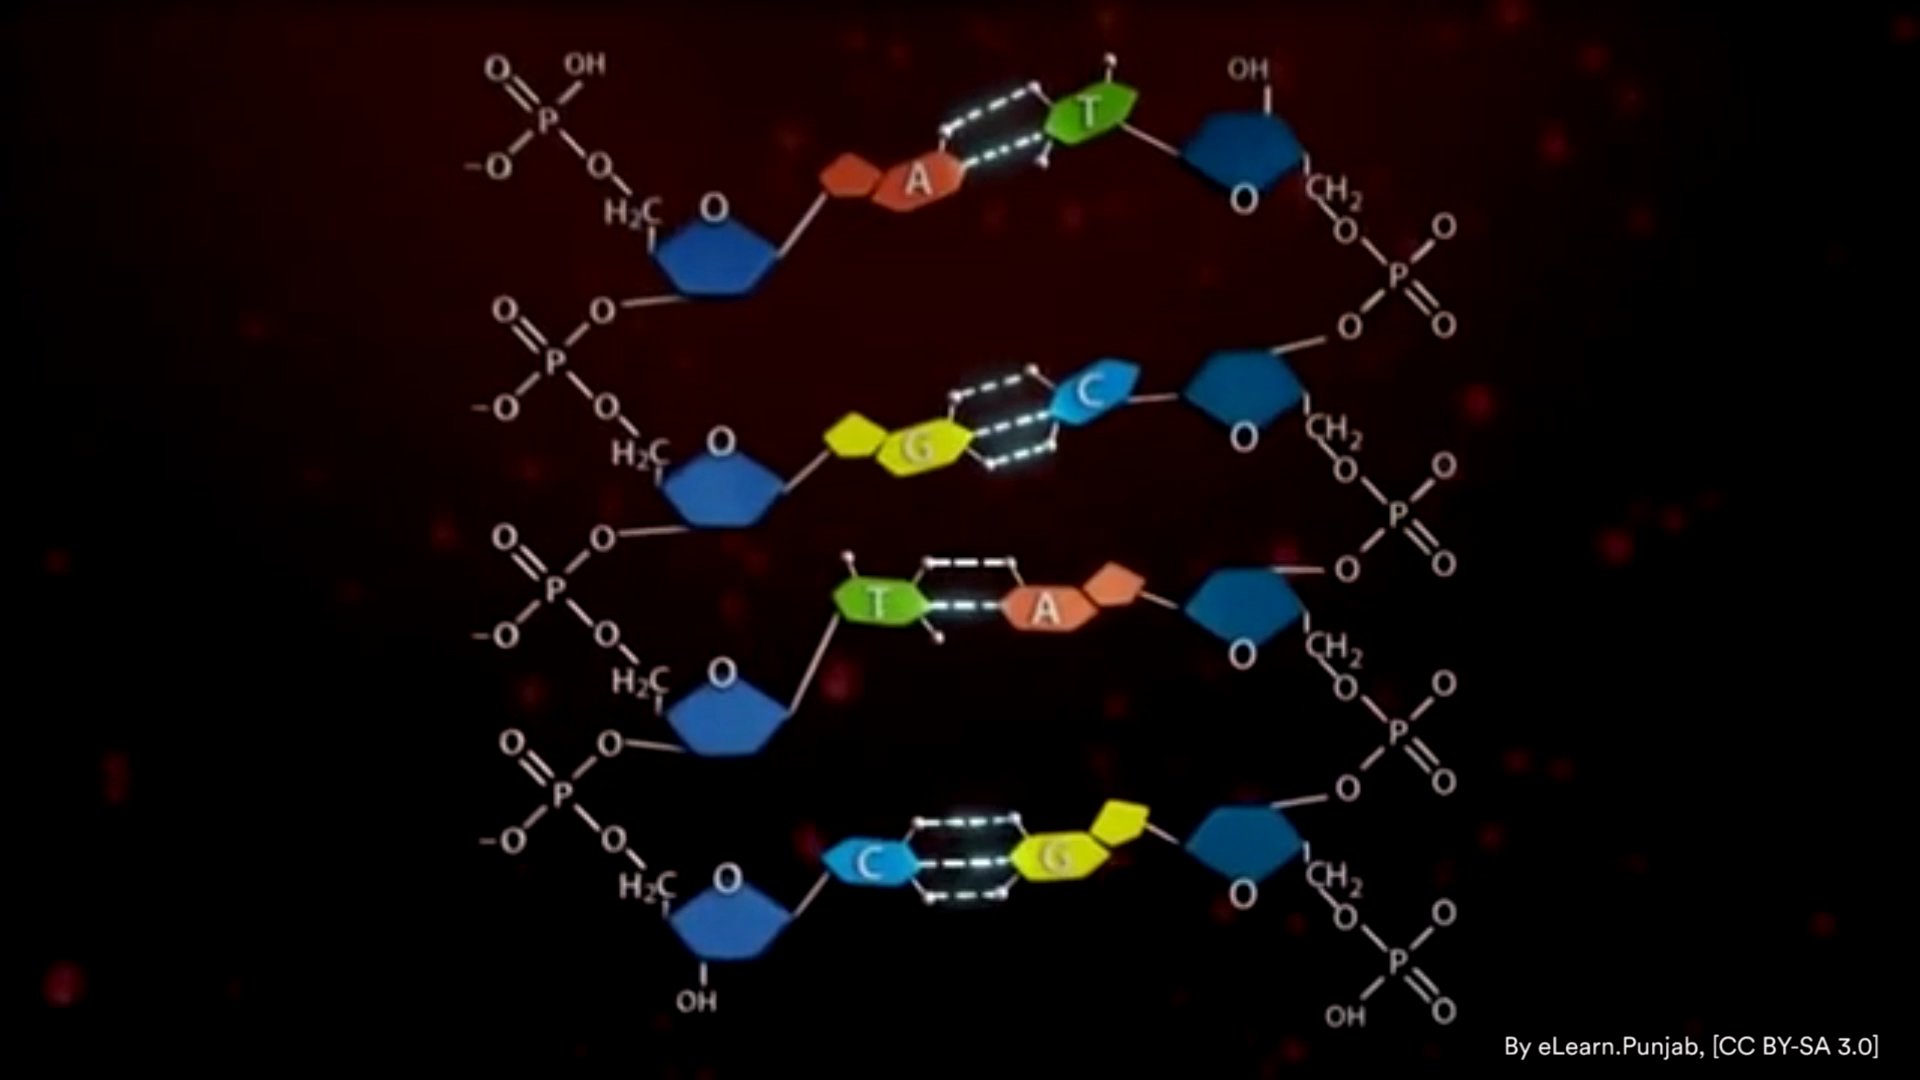 O OH OH
P T
-O O A CH₂
H₂C O O O O
P
O O O O
P
-O O C CH₂
H₂C O G O O O
P
O O O O
P T A
-O O O CH₂
H₂C O O O
P
O O O O
P
-O O C G CH₂
H₂C O O O O
P
OH OH O
By eLearn.Punjab, [CC BY-SA 3.0]